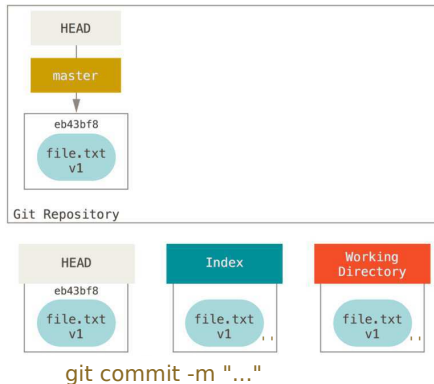 HEAD
master
eb43bf8
file.txt
v1
Git Repository
HEAD
Index
Working
Directory
eb43bf8
file.txt
v1
file.txt
v1
file.txt
v1
git commit -m "..."